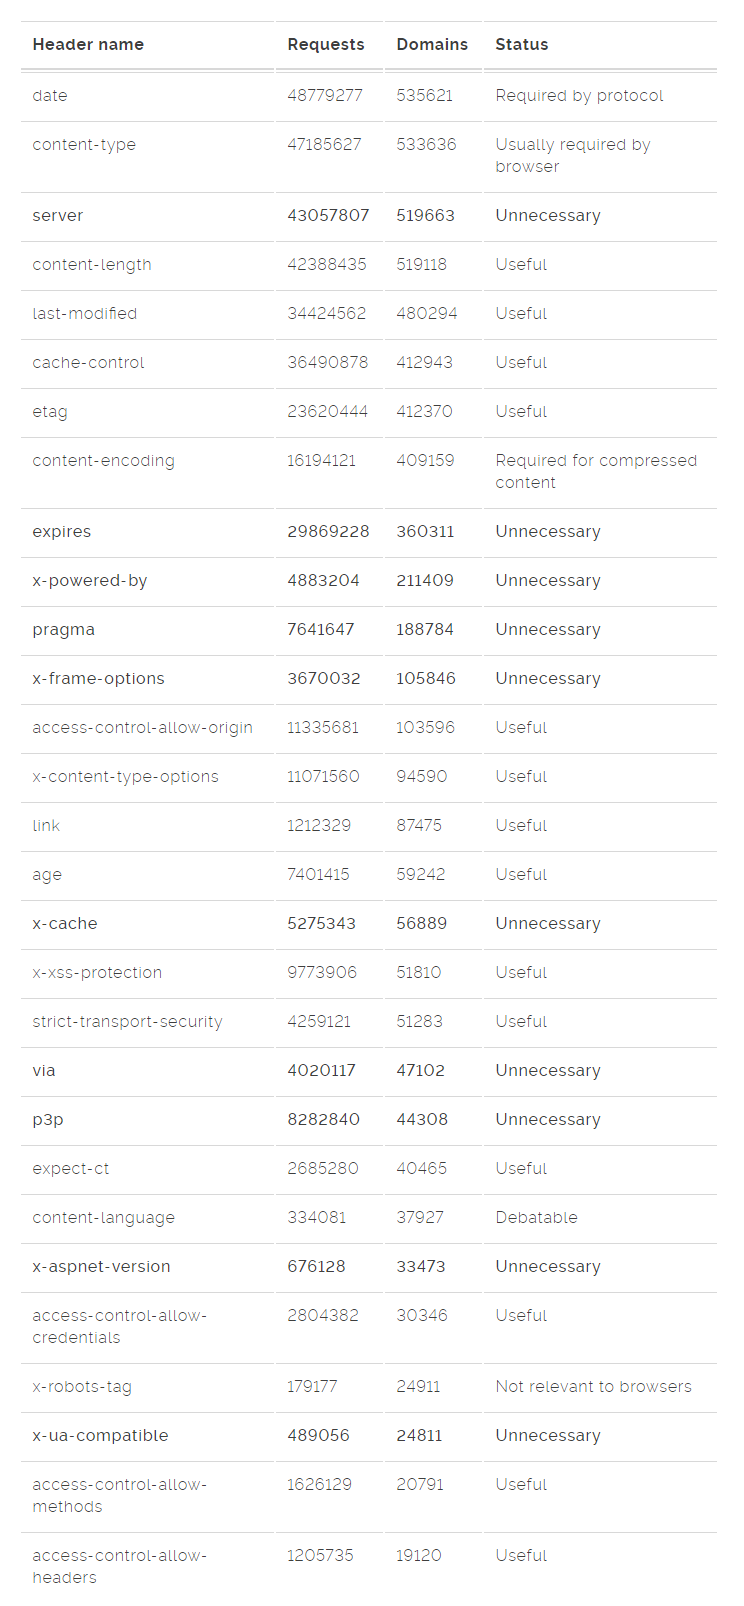 Header name Requests Domains Status
date 48779277 535621 Required by protocol
content-type 47185627 533636 Usually required by
browser
server 43057807 519663 Unnecessary
content-length 42388435 519118 Useful
last-modified 34424562 480294 Useful
cache-control 36490878 412943 Useful
etag 23620444 412370 Useful
content-encoding 16194121 409159 Required for compressed
content
expires 29869228 360311 Unnecessary
x-powered-by 4883204 211409 Unnecessary
pragma 7641647 188784 Unnecessary
x-frame-options 3670032 105846 Unnecessary
access-control-allow-origin 11335681 103596 Useful
x-content-type-options 11071560 94590 Useful
link 1212329 87475 Useful
age 7401415 59242 Useful
x-cache 5275343 56889 Unnecessary
x-xss-protection 9773906 51810 Useful
strict-transport-security 4259121 51283 Useful
via 4020117 47102 Unnecessary
p3p 8282840 44308 Unnecessary
expect-ct 2685280 40465 Useful
content-language 334081 37927 Debatable
x-aspnet-version 676128 33473 Unnecessary
access-control-allow- 2804382 30346 Useful
credentials
x-robots-tag 179177 24911 Not relevant to browsers
x-ua-compatible 489056 24811 Unnecessary
access-control-allow- 1626129 20791 Useful
methods
access-control-allow- 1205735 19120 Useful
headers